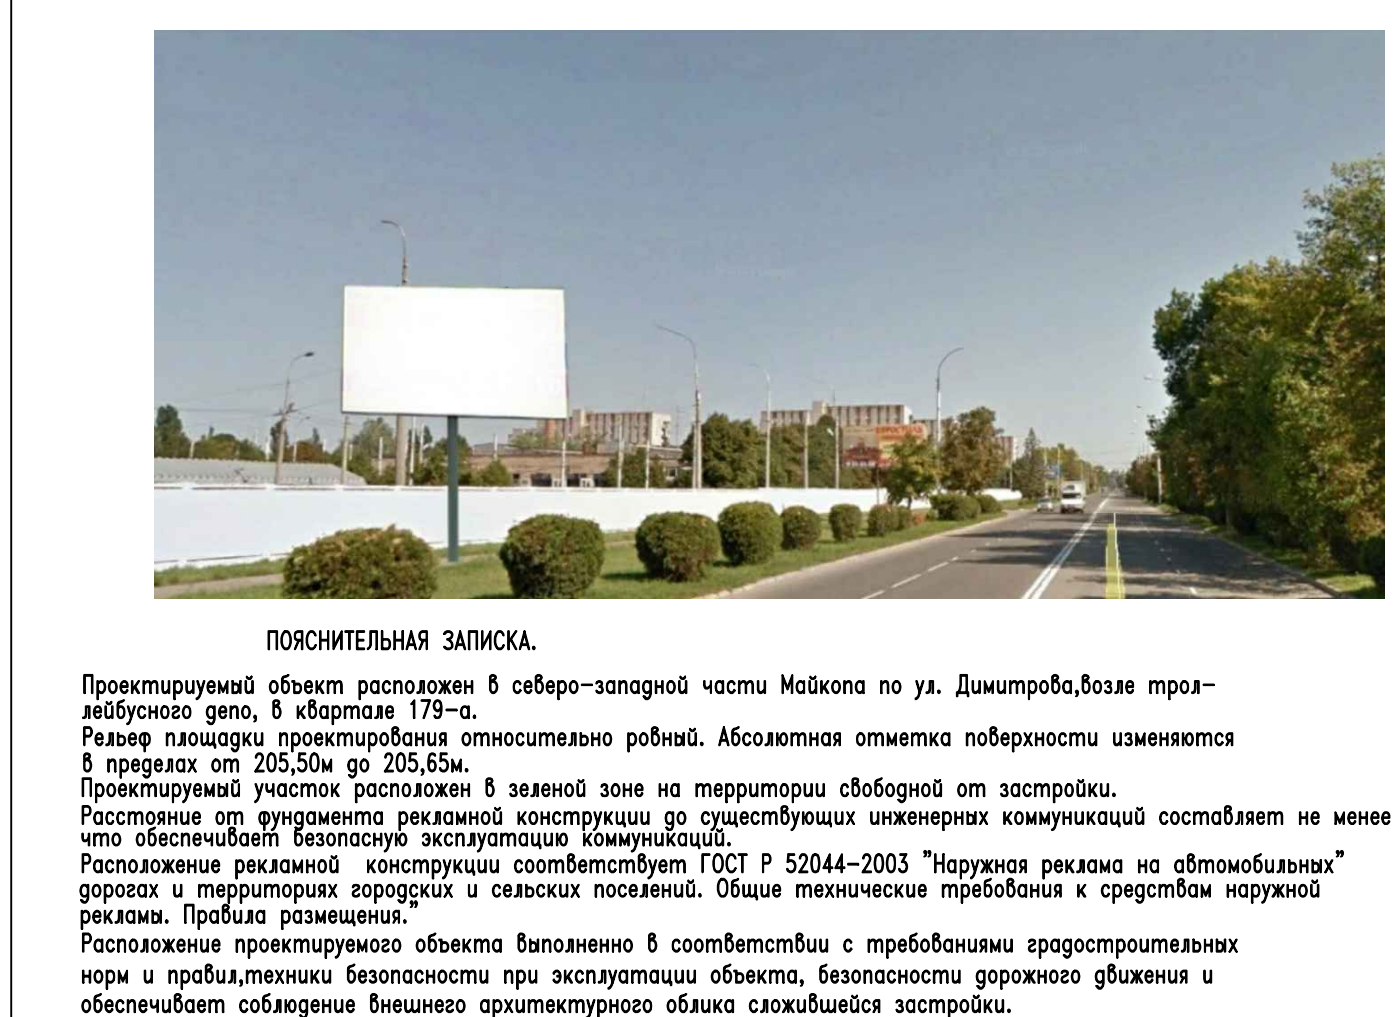 ПОЯСНИТЕЛЬНАЯ ЗАПИСКА.
Проектириуемый объект расположен в северо-западной части Майкопа по ул. Димитрова,возле трол-
лейбусного депо, в квартале 179-а.
Рельеф площадки проектирования относительно ровный. Абсолютная отметка поверхности изменяются
в пределах от 205,50м до 205,65м.
Проектируемый участок расположен в зеленой зоне на территории свободной от застройки.
Расстояние от фундамента рекламной конструкции до существующих инженерных коммуникаций составляет не менее
что обеспечивает безопасную эксплуатацию коммуникаций.
Расположение рекламной конструкции соответствует ГОСТ Р 52044-2003 "Наружная реклама на автомобильных"
дорогах и территориях городских и сельских поселений. Общие технические требования к средствам наружной
рекламы. Правила размещения."
Расположение проектируемого объекта выполненно в соответствии с требованиями градостроительных
норм и правил,техники безопасности при эксплуатации объекта, безопасности дорожного движения и
обеспечивает соблюдение внешнего архитектурного облика сложившейся застройки.